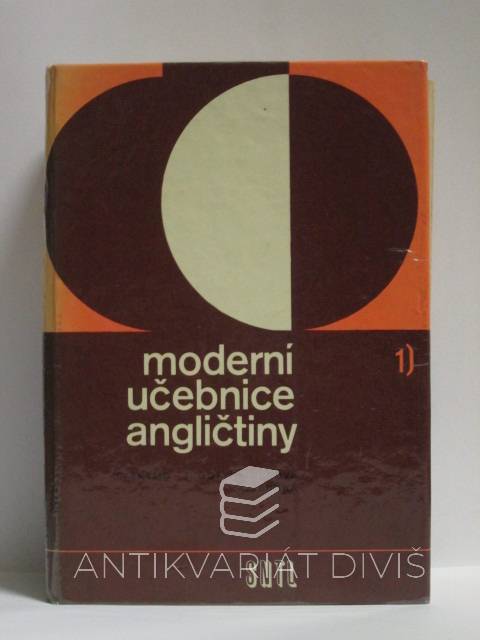 moderní
učebnice
angličtiny
1)
SNTL
ANTIKVARIÁT DIVIŠ